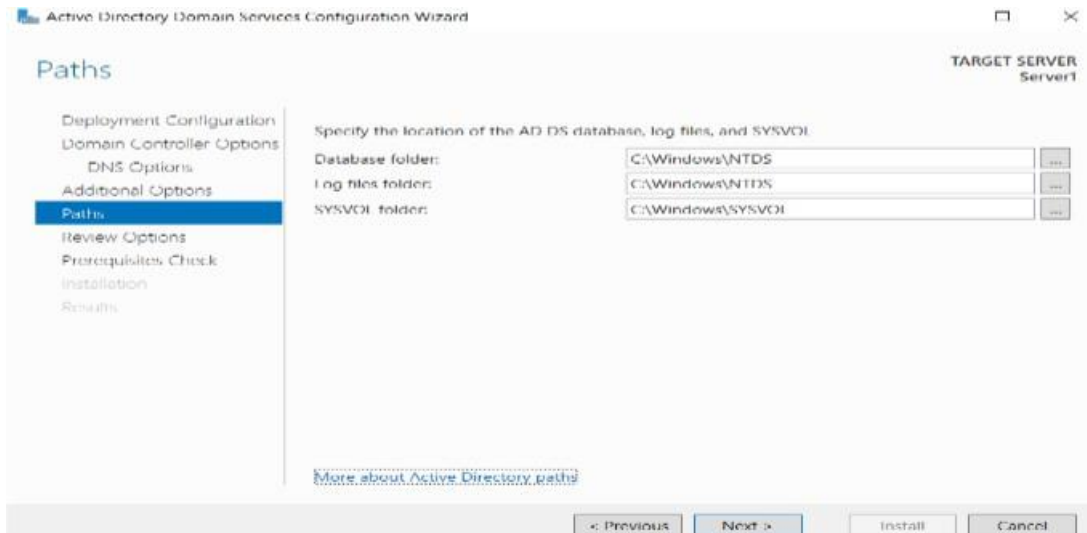 Active Directory Domain Services Configuration Wizard
Paths
TARGET SERVER
Server1
Deployment Configuration
Domain Controller Options
DNS Options
Additional Options
Paths
Review Options
Prerequisites Check
Installation
Results
Specify the location of the AD DS database, log files, and SYSVOL
Database folder: C:\Windows\NTDS ...
Log files folder: C:\Windows\NTDS ...
SYSVOL folder: C:\Windows\SYSVOL ...
More about Active Directory paths
< Previous Next > Install Cancel